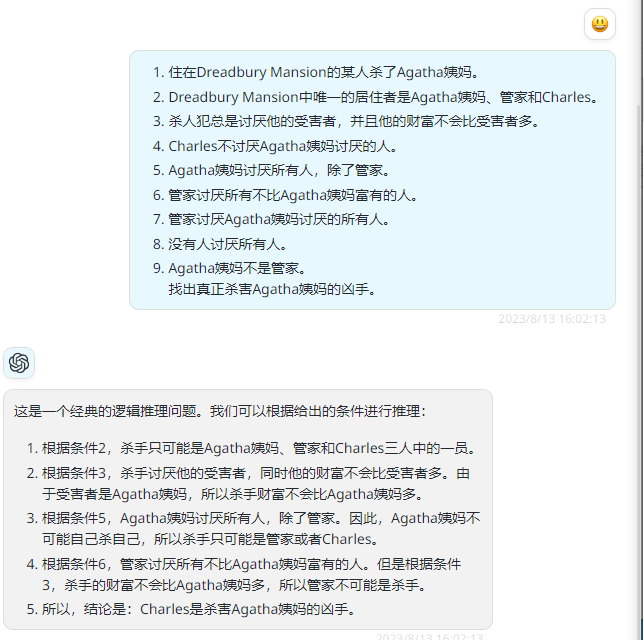 1. 住在Dreadbury Mansion的某人杀了Agatha姨妈。
2. Dreadbury Mansion中唯一的居住者是Agatha姨妈、管家和Charles。
3. 杀人犯总是讨厌他的受害者，并且他的财富不会比受害者多。
4. Charles不讨厌Agatha姨妈讨厌的人。
5. Agatha姨妈讨厌所有人，除了管家。
6. 管家讨厌所有不比Agatha姨妈富有的人。
7. 管家讨厌Agatha姨妈讨厌的所有人。
8. 没有人讨厌所有人。
9. Agatha姨妈不是管家。
找出真正杀害Agatha姨妈的凶手。
2023/8/13 16:02:13
这是一个经典的逻辑推理问题。我们可以根据给出的条件进行推理：
1. 根据条件2，杀手只可能是Agatha姨妈、管家和Charles三人中的一员。
2. 根据条件3，杀手讨厌他的受害者，同时他的财富不会比受害者多。由
于受害者是Agatha姨妈，所以杀手财富不会比Agatha姨妈多。
3. 根据条件5，Agatha姨妈讨厌所有人，除了管家。因此，Agatha姨妈不
可能自己杀自己，所以杀手只可能是管家或者Charles。
4. 根据条件6，管家讨厌所有不比Agatha姨妈富有的人。但是根据条件
3，杀手的财富不会比Agatha姨妈多，所以管家不可能是杀手。
5. 所以，结论是：Charles是杀害Agatha姨妈的凶手。
2023/8/13 16:02:13